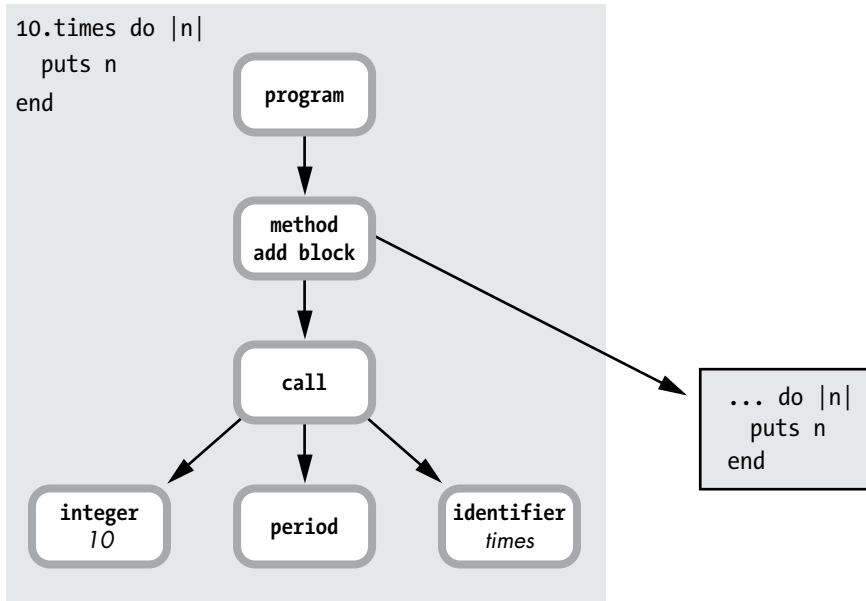 10.times do |n|
  puts n
end
program
method
add block
call
integer
10
period
identifier
times
... do |n|
  puts n
end